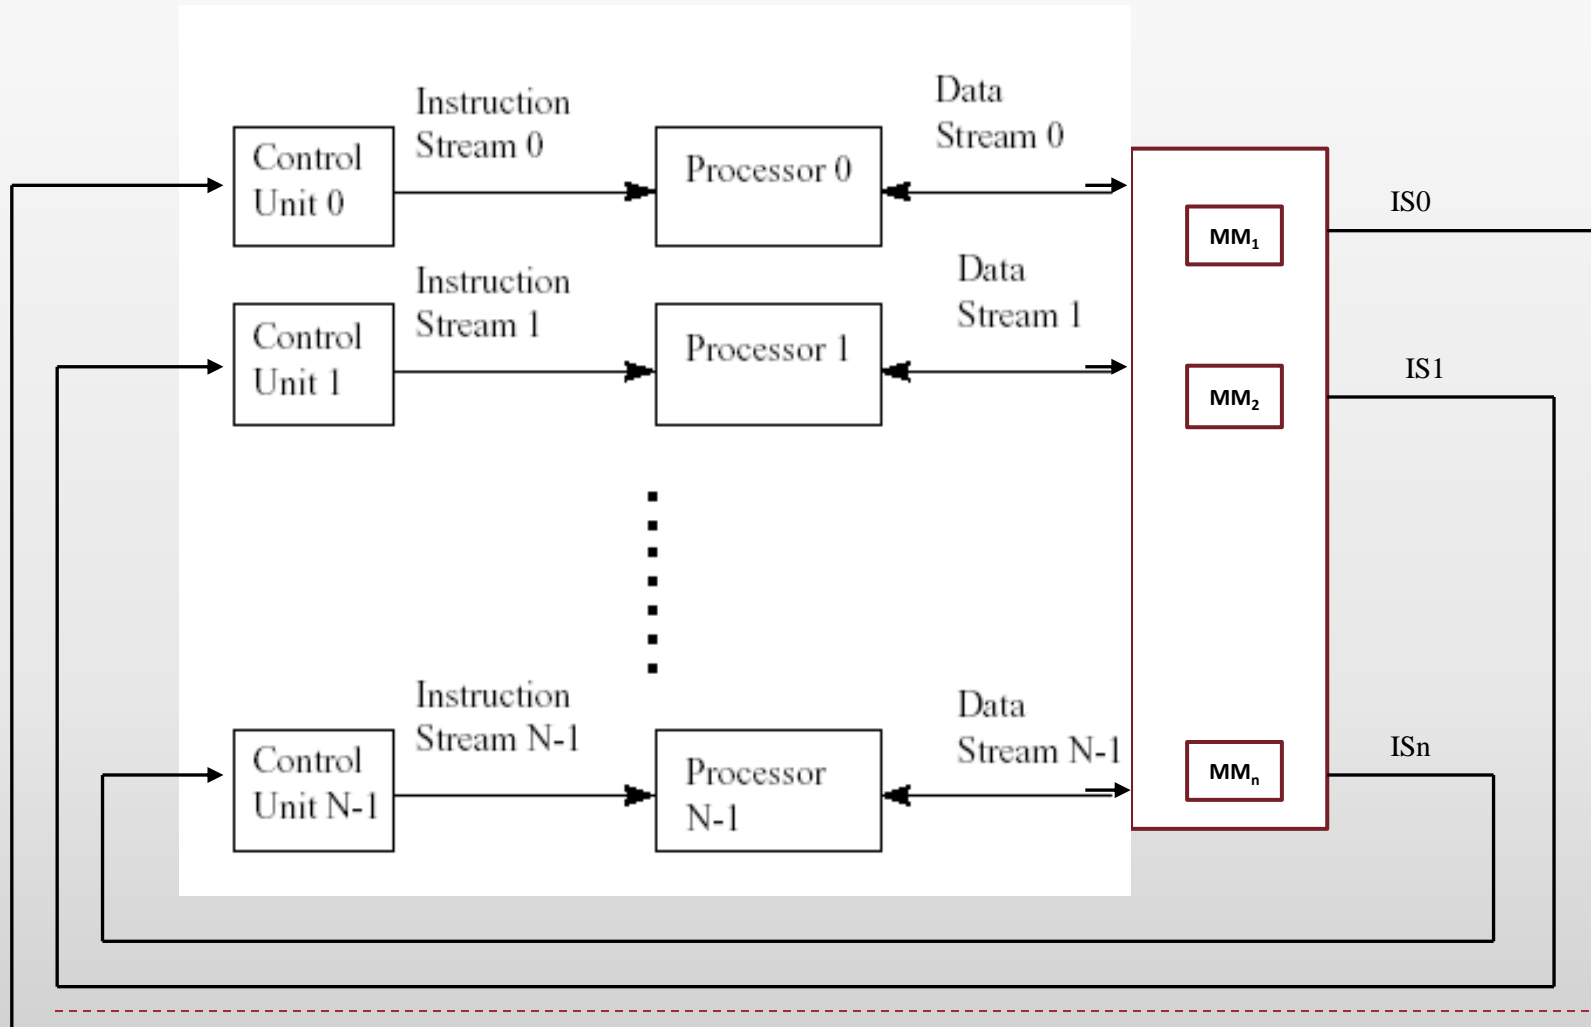 Instruction
Stream 0
Data
Stream 0
Control
Unit 0
Processor 0
MM1
IS0
Instruction
Stream 1
Data
Stream 1
Control
Unit 1
Processor 1
MM2
IS1
Instruction
Stream N-1
Data
Stream N-1
Control
Unit N-1
Processor
N-1
MMn
ISn